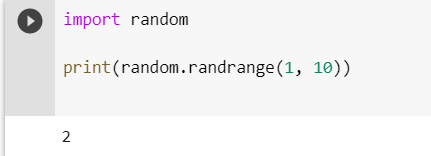 import random
print(random.randrange(1, 10))
2